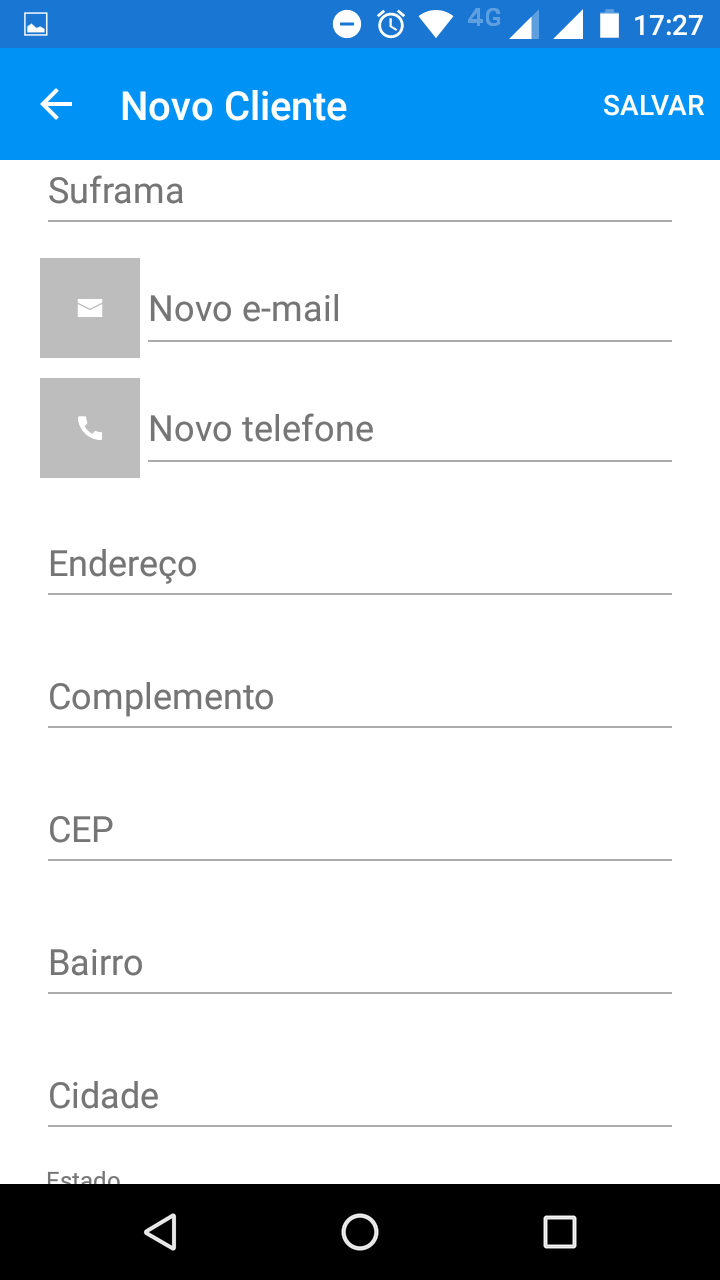 4G 17:27
Novo Cliente SALVAR
Suframa
Novo e-mail
Novo telefone
Endereço
Complemento
CEP
Bairro
Cidade
Estado